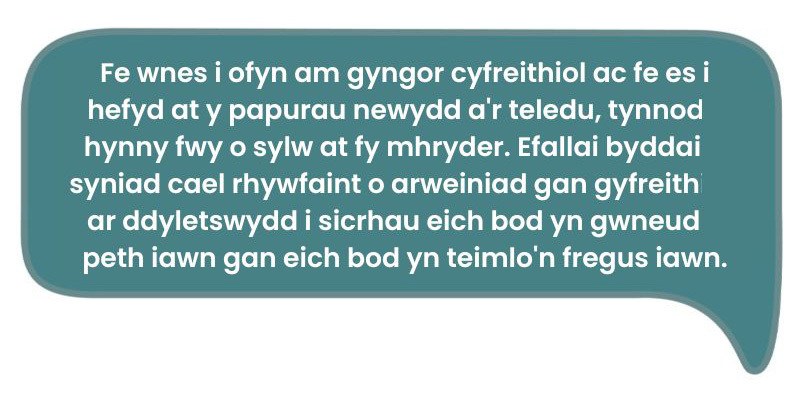 Fe wnes i ofyn am gyngor cyfreithiol ac fe es i
hefyd at y papurau newydd a'r teledu, tynnod
hynny fwy o sylw at fy mhryder. Efallai byddai
syniad cael rhywfaint o arweiniad gan
ar ddyletswydd i sicrhau eich bod yn gwneud
peth iawn gan eich bod yn teimlo'n fregus iawn.